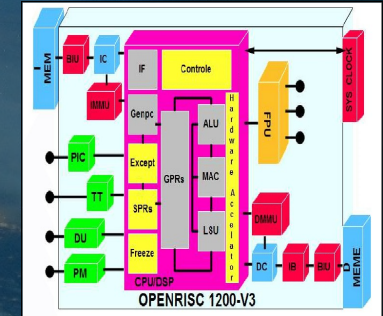 MEM
BIU
IC
IMMU
IF
Controle
Genpc
Except
SPRs
Freeze
GPRs
ALU
MAC
LSU
Hardware Accelator
FPU
SYS CLOCK
PIC
TT
DU
PM
DMMU
DC
IB
BIU
D MEME
CPU/DSP
OPENRISC 1200-V3